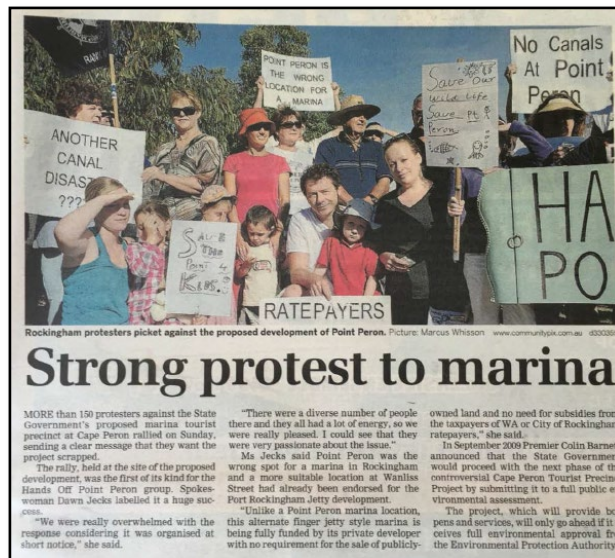 POINT PERON IS
THE WRONG
LOCATION FOR
A MARINA
Save Our
Wild Life
Save Pt
Peron
No Canals
At Point
Peron
ANOTHER
CANAL
DISAS
???
SAVE
THE
Point 4
KIDS
HA
PO
RATEPAYERS
Rockingham protesters picket against the proposed development of Point Peron. Picture: Marcus Whisson www.communitypix.com.au
Strong protest to marina
MORE than 150 protesters against the State
Government's proposed marina tourist
precinct at Cape Peron rallied on Sunday,
sending a clear message that they want the
project scrapped.
The rally, held at the site of the proposed
development, was the first of its kind for the
Hands Off Point Peron group. Spokes-
woman Dawn Jecks labelled it a huge suc-
cess.
"We were really overwhelmed with the
response considering it was organised at
short notice," she said.
"There were a diverse number of people
there and they all had a lot of energy, so we
were really pleased. I could see that they
were very passionate about the issue."
Ms Jecks said Point Peron was the
wrong spot for a marina in Rockingham
and a more suitable location at Wanliss
Street had already been endorsed for the
Port Rockingham Jetty development.
"Unlike a Point Peron marina location,
this alternate finger jetty style marina is
being fully funded by its private developer
with no requirement for the sale of publicly-
owned land and no need for subsidies from
the taxpayers of WA or City of Rockingham
ratepayers," she said.
In September 2009 Premier Colin Barne
announced that the State Governmen
would proceed with the next phase of th
controversial Cape Peron Tourist Precinc
Project by submitting it to a full public e
vironmental assessment.
The project, which will provide bo
pens and services, will only go ahead if it
ceives full environmental approval fr
the Environmental Protection Authority